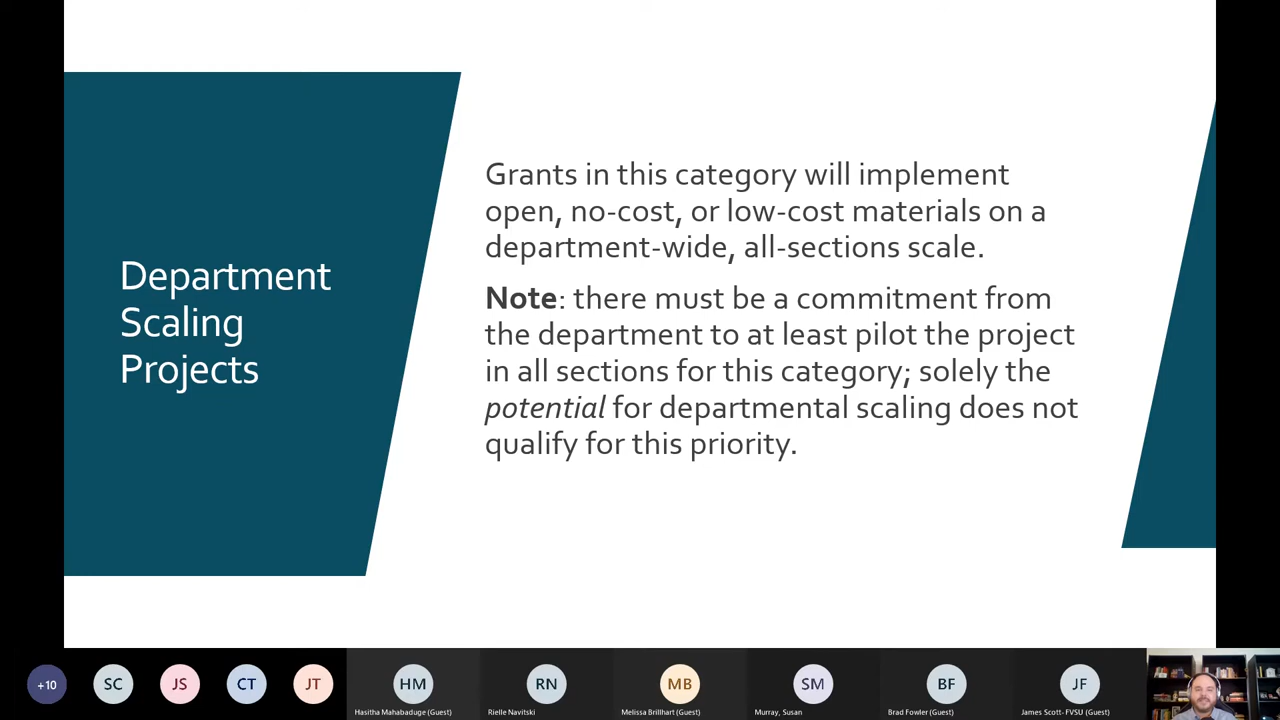 Department
Scaling
Projects
Grants in this category will implement
open, no-cost, or low-cost materials on a
department-wide, all-sections scale.
Note: there must be a commitment from
the department to at least pilot the project
in all sections for this category; solely the
potential for departmental scaling does not
qualify for this priority.
+10
SC
JS
CT
JT
HM
RN
MB
SM
BF
JF
Hasitha Mahabaduge (Guest)
Rielle Navitski
Melissa Brillhart (Guest)
Murray, Susan
Brad Fowler (Guest)
James Scott- FVSU (Guest)